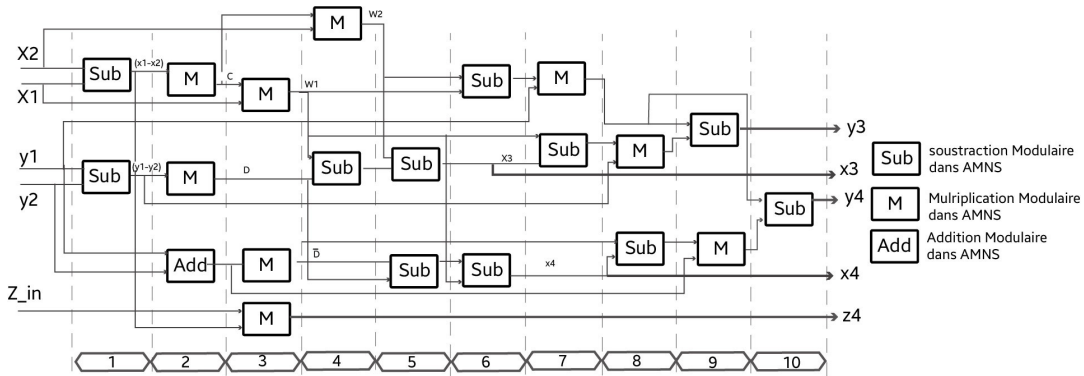 M
W2
X2
Sub
(x1-x2)
M
C
M
W1
Sub
M
X1
y1
Sub
(y1-y2)
M
D
Sub
Sub
X3
Sub
M
Sub
y3
x3
y2
Sub
y4
Add
M
D̅
Sub
Sub
x4
Sub
M
x4
Z_in
M
z4
1 2 3 4 5 6 7 8 9 10
Sub
soustraction Modulaire
dans AMNS
M
Mulriplication Modulaire
dans AMNS
Add
Addition Modulaire
dans AMNS